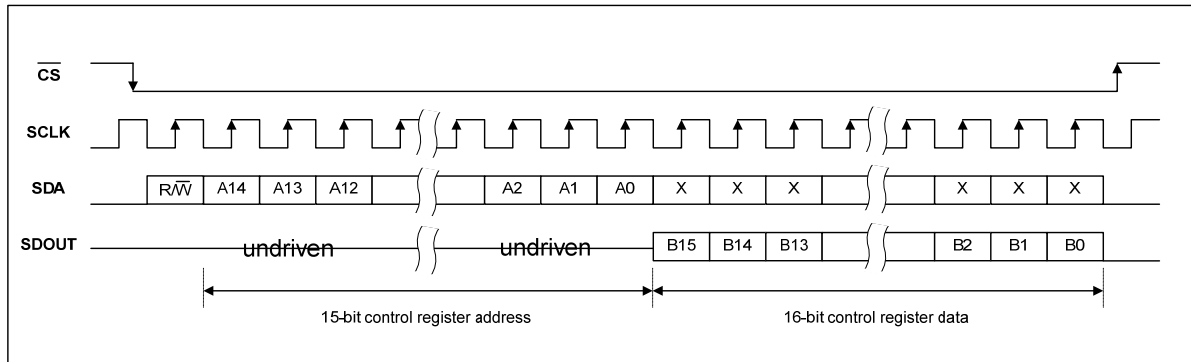 CS
SCLK
SDA R/W A14 A13 A12 A2 A1 A0 X X X X X X
SDOUT undriven undriven B15 B14 B13 B2 B1 B0
15-bit control register address 16-bit control register data